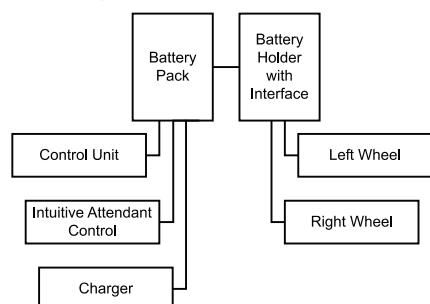 Battery
Pack
Battery
Holder
with
Interface
Control Unit
Left Wheel
Intuitive Attendant
Control
Right Wheel
Charger